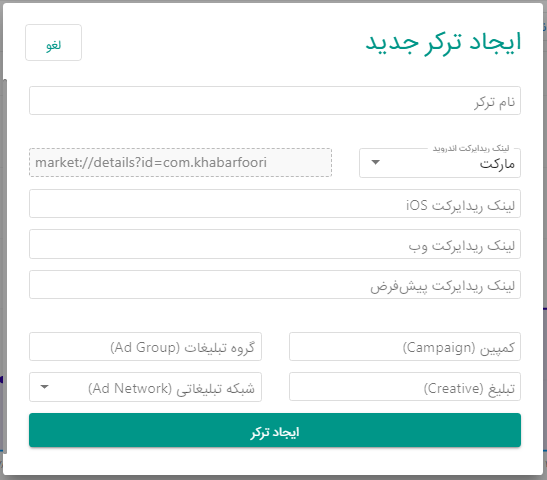 ایجاد ترکر جدید
لغو
نام ترکر
لینک ریدایرکت اندروید
مارکت
market://details?id=com.khabarfoori
لینک ریدایرکت iOS
لینک ریدایرکت وب
لینک ریدایرکت پیش‌فرض
کمپین (Campaign)
گروه تبلیغات (Ad Group)
تبلیغ (Creative)
شبکه تبلیغاتی (Ad Network)
ایجاد ترکر